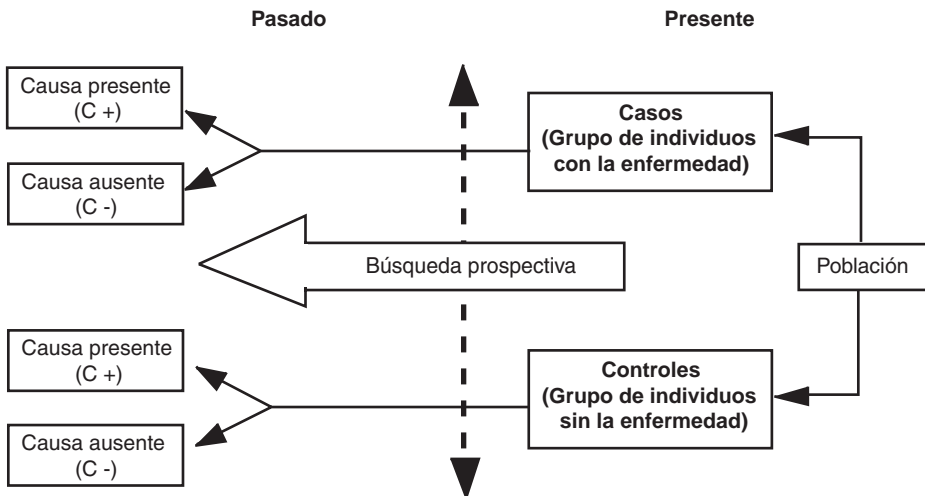 Pasado
Presente
Causa presente
(C +)
Causa ausente
(C -)
Casos
(Grupo de individuos
con la enfermedad)
Búsqueda prospectiva
Población
Causa presente
(C +)
Causa ausente
(C -)
Controles
(Grupo de individuos
sin la enfermedad)